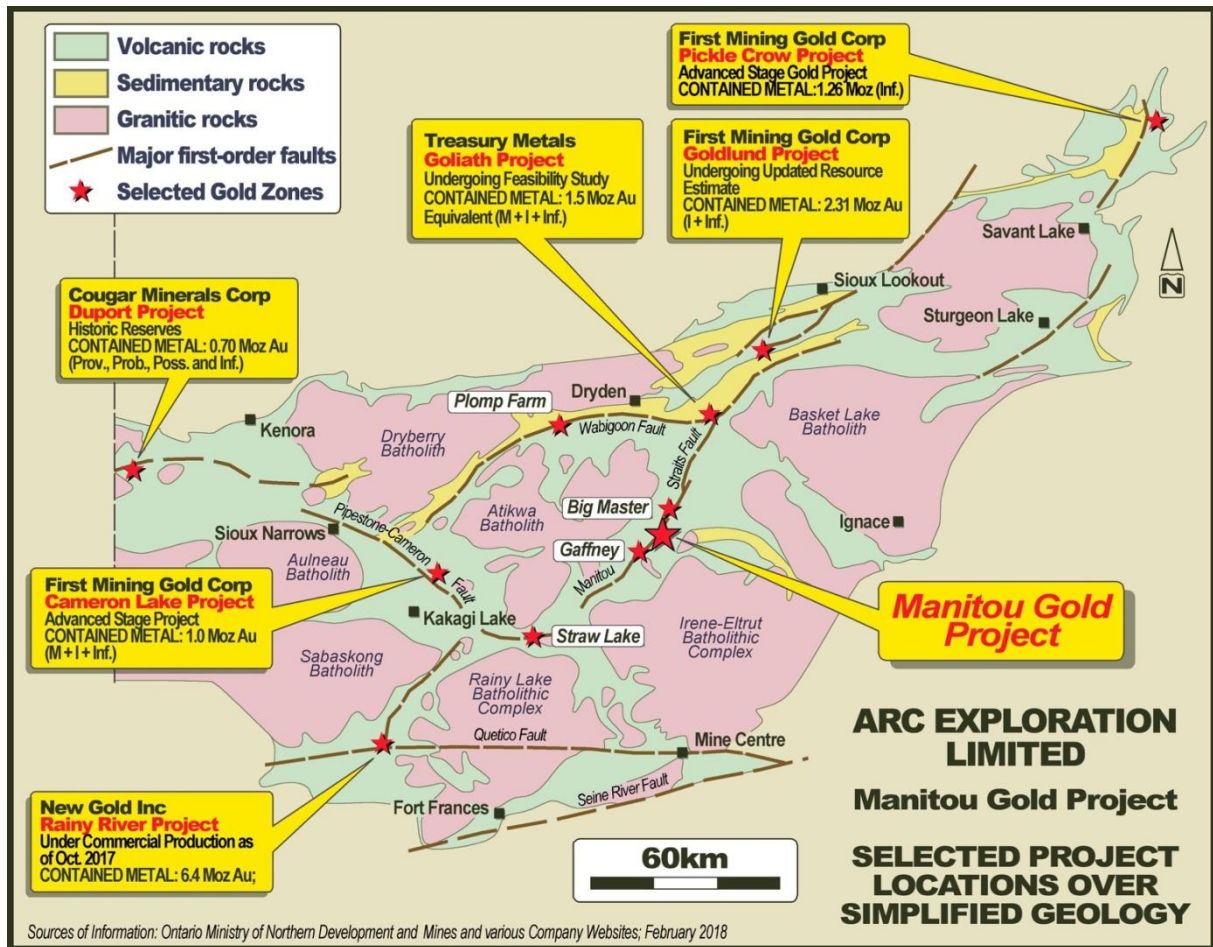 Volcanic rocks
Sedimentary rocks
Granitic rocks
Major first-order faults
Selected Gold Zones
First Mining Gold Corp
Pickle Crow Project
Advanced Stage Gold Project
CONTAINED METAL:1.26 Moz (Inf.)
Treasury Metals
Goliath Project
Undergoing Feasibility Study
CONTAINED METAL: 1.5 Moz Au
Equivalent (M + I + Inf.)
First Mining Gold Corp
Goldlund Project
Undergoing Updated Resource
Estimate
CONTAINED METAL: 2.31 Moz Au
(I + Inf.)
Savant Lake
N
Sioux Lookout
Sturgeon Lake
Cougar Minerals Corp
Duport Project
Historic Reserves
CONTAINED METAL: 0.70 Moz Au
(Prov., Prob., Poss. and Inf.)
Kenora
Plomp Farm
Dryden
Dryberry
Batholith
Wabigoon Fault
Basket Lake
Batholith
Straits Fault
Big Master
Atikwa
Batholith
Ignace
Sioux Narrows
Pipestone-Cameron
Fault
Aulneau
Batholith
Gaffney
Manitou
First Mining Gold Corp
Cameron Lake Project
Advanced Stage Project
CONTAINED METAL: 1.0 Moz Au
(M + I + Inf.)
Kakagi Lake
Straw Lake
Irene-Eltrut
Batholithic
Complex
Manitou Gold
Project
Sabaskong
Batholith
Rainy Lake
Batholithic
Complex
Quetico Fault
Mine Centre
Seine River Fault
Fort Frances
New Gold Inc
Rainy River Project
Under Commercial Production as
of Oct. 2017
CONTAINED METAL: 6.4 Moz Au;
60km
ARC EXPLORATION
LIMITED
Manitou Gold Project
SELECTED PROJECT
LOCATIONS OVER
SIMPLIFIED GEOLOGY
Sources of Information: Ontario Ministry of Northern Development and Mines and various Company Websites; February 2018